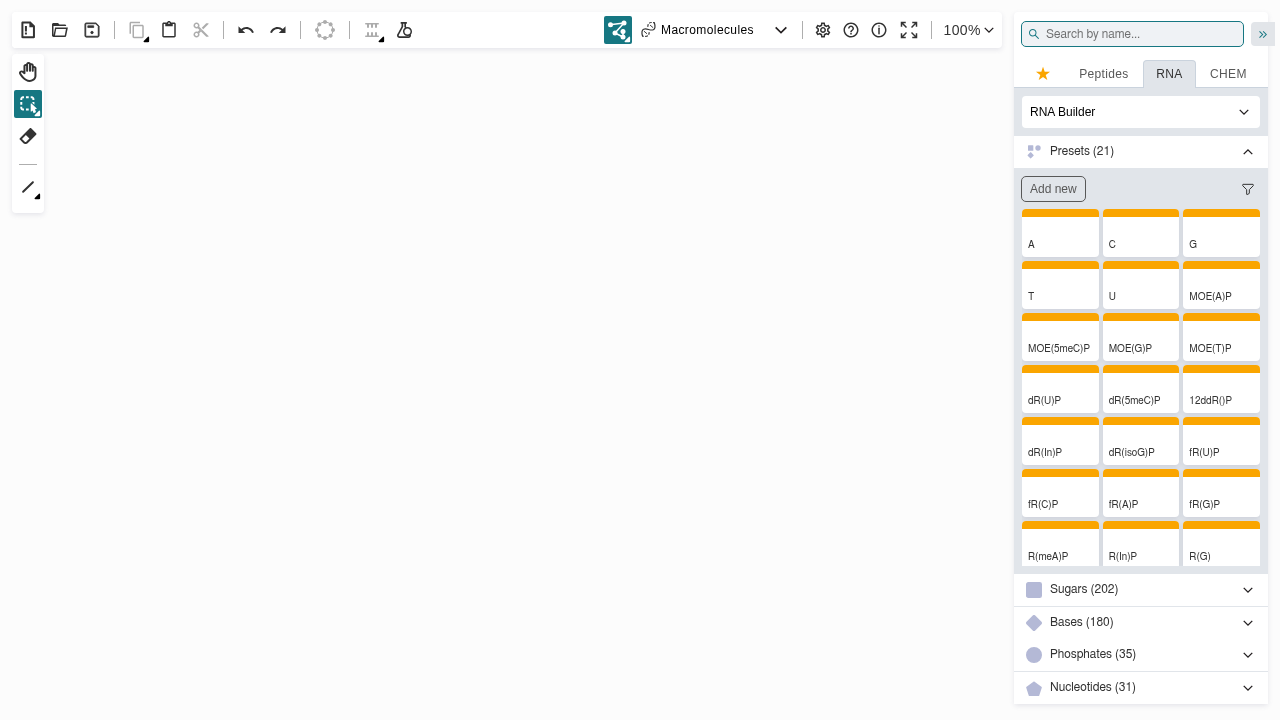 Macromolecules
100%
Search by name...
Peptides
RNA
CHEM
RNA Builder
Presets (21)
Add new
A
C
G
T
U
MOE(A)P
MOE(5meC)P
MOE(G)P
MOE(T)P
dR(U)P
dR(5meC)P
12ddR()P
dR(In)P
dR(isoG)P
fR(U)P
fR(C)P
fR(A)P
fR(G)P
R(meA)P
R(In)P
R(G)
Sugars (202)
Bases (180)
Phosphates (35)
Nucleotides (31)